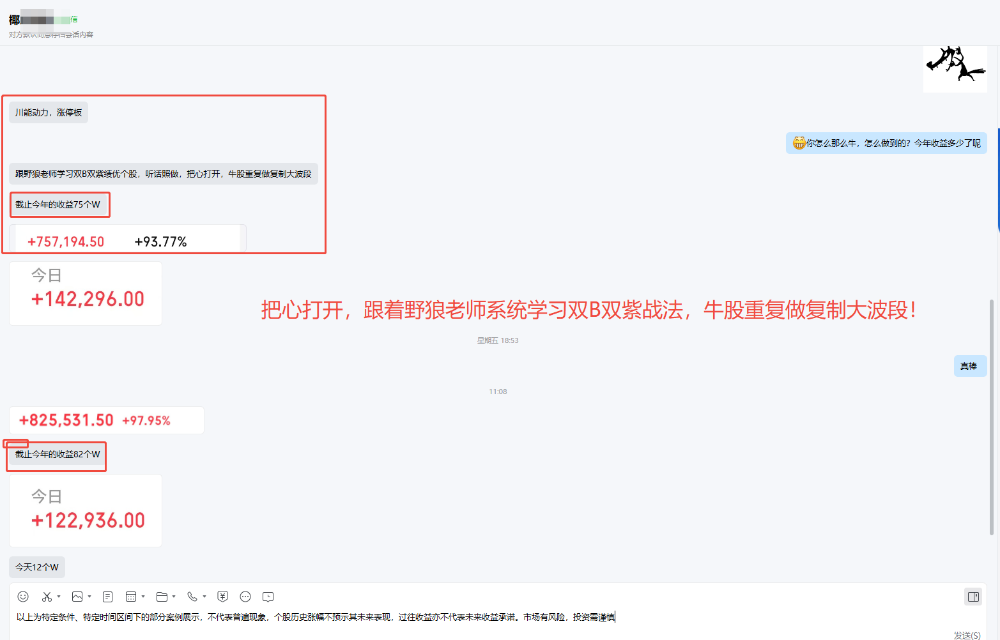 椰
信
对方默认同意存档会话内容
川能动力，涨停板
你怎么那么牛，怎么做到的？今年收益多少了呢
跟野狼老师学习双B双紫绩优个股，听话照做，把心打开，牛股重复做复制大波段
截止今年的收益75个W
+757,194.50 +93.77%
今日
+142,296.00
把心打开，跟着野狼老师系统学习双B双紫战法，牛股重复做复制大波段！
星期五 18:53
真棒
11:08
+825,531.50 +97.95%
截止今年的收益82个W
今日
+122,936.00
今天12个W
以上为特定条件、特定时间区间下的部分案例展示，不代表普遍现象，个股历史涨幅不预示其未来表现，过往收益亦不代表未来收益承诺。市场有风险，投资需谨慎
发送(S)